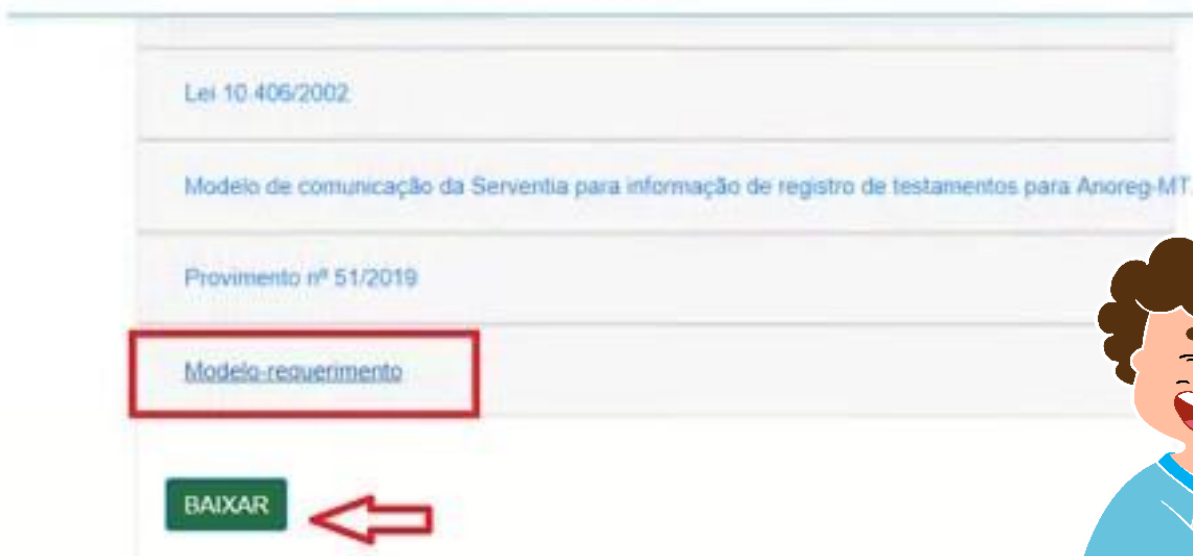 Lei 10.406/2002
Modelo de comunicação da Serventia para informação de registro de testamentos para Anoreg-MT.
Provimento nº 51/2019
Modelo-requerimento
BAIXAR